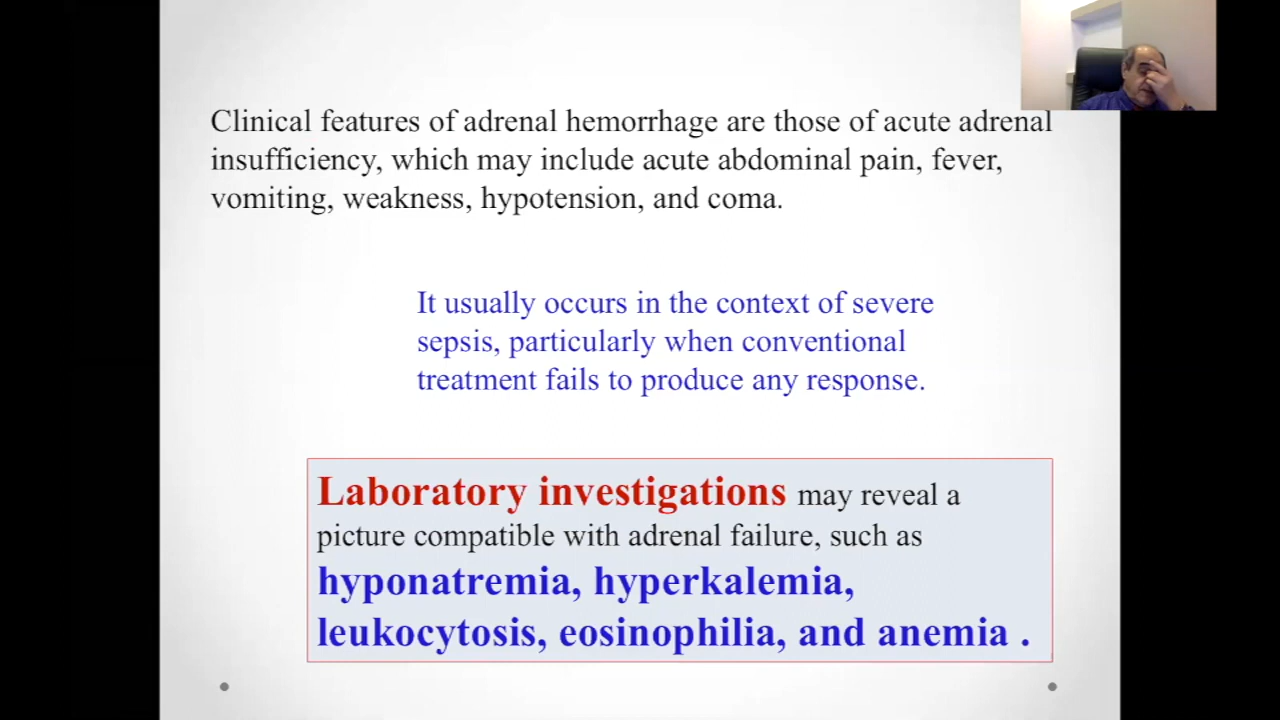 Clinical features of adrenal hemorrhage are those of acute adrenal
insufficiency, which may include acute abdominal pain, fever,
vomiting, weakness, hypotension, and coma.
It usually occurs in the context of severe
sepsis, particularly when conventional
treatment fails to produce any response.
Laboratory investigations may reveal a
picture compatible with adrenal failure, such as
hyponatremia, hyperkalemia,
leukocytosis, eosinophilia, and anemia .